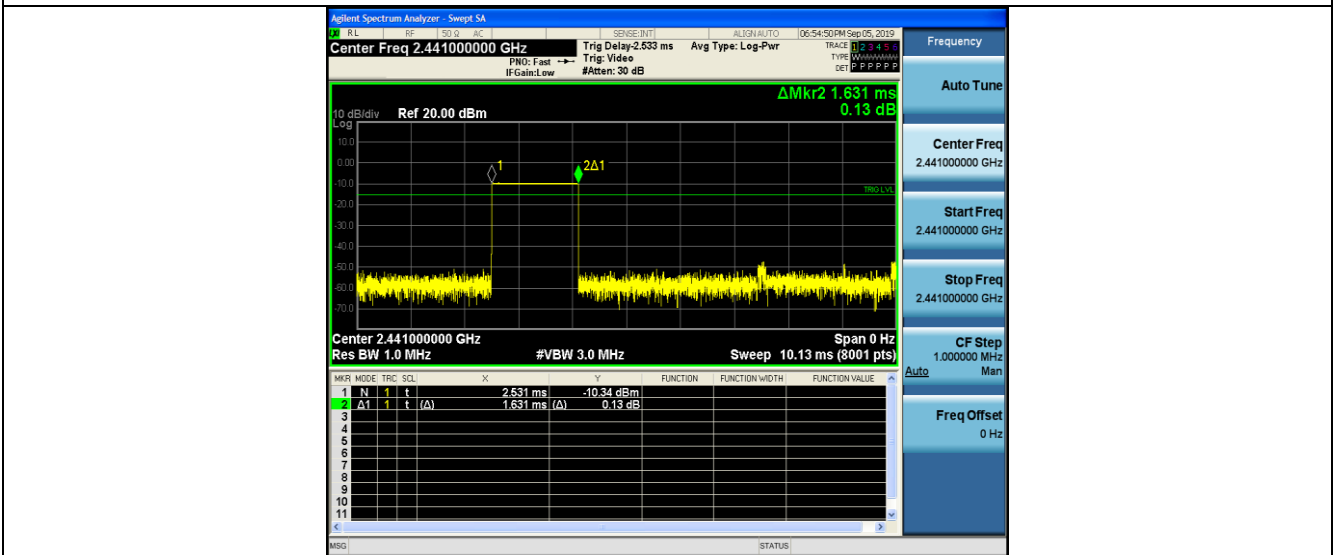 Agilent Spectrum Analyzer - Swept SA
RL RF 50 Ω AC SENSE:INT ALIGN AUTO 06:54:50 PM Sep 05, 2019
Center Freq 2.441000000 GHz
PNO: Fast
IFGain:Low
Trig Delay-2.533 ms
Trig: Video
#Atten: 30 dB
Avg Type: Log-Pwr
TRACE 1 2 3 4 5 6
TYPE W
DET P P P P P P
ΔMkr2 1.631 ms
0.13 dB
10 dB/div Ref 20.00 dBm
Log
10.0
0.00
-10.0
-20.0
-30.0
-40.0
-50.0
-60.0
-70.0
1
2Δ1
TRIG LVL
Center 2.441000000 GHz Span 0 Hz
Res BW 1.0 MHz #VBW 3.0 MHz Sweep 10.13 ms (8001 pts)
MKR MODE TRC SCL X Y FUNCTION FUNCTION WIDTH FUNCTION VALUE
1 N 1 t 2.531 ms -10.34 dBm
2 Δ1 1 t (Δ) 1.631 ms (Δ) 0.13 dB
3
4
5
6
7
8
9
10
11
MSG STATUS
Frequency
Auto Tune
Center Freq
2.441000000 GHz
Start Freq
2.441000000 GHz
Stop Freq
2.441000000 GHz
CF Step
1.000000 MHz
Auto Man
Freq Offset
0 Hz